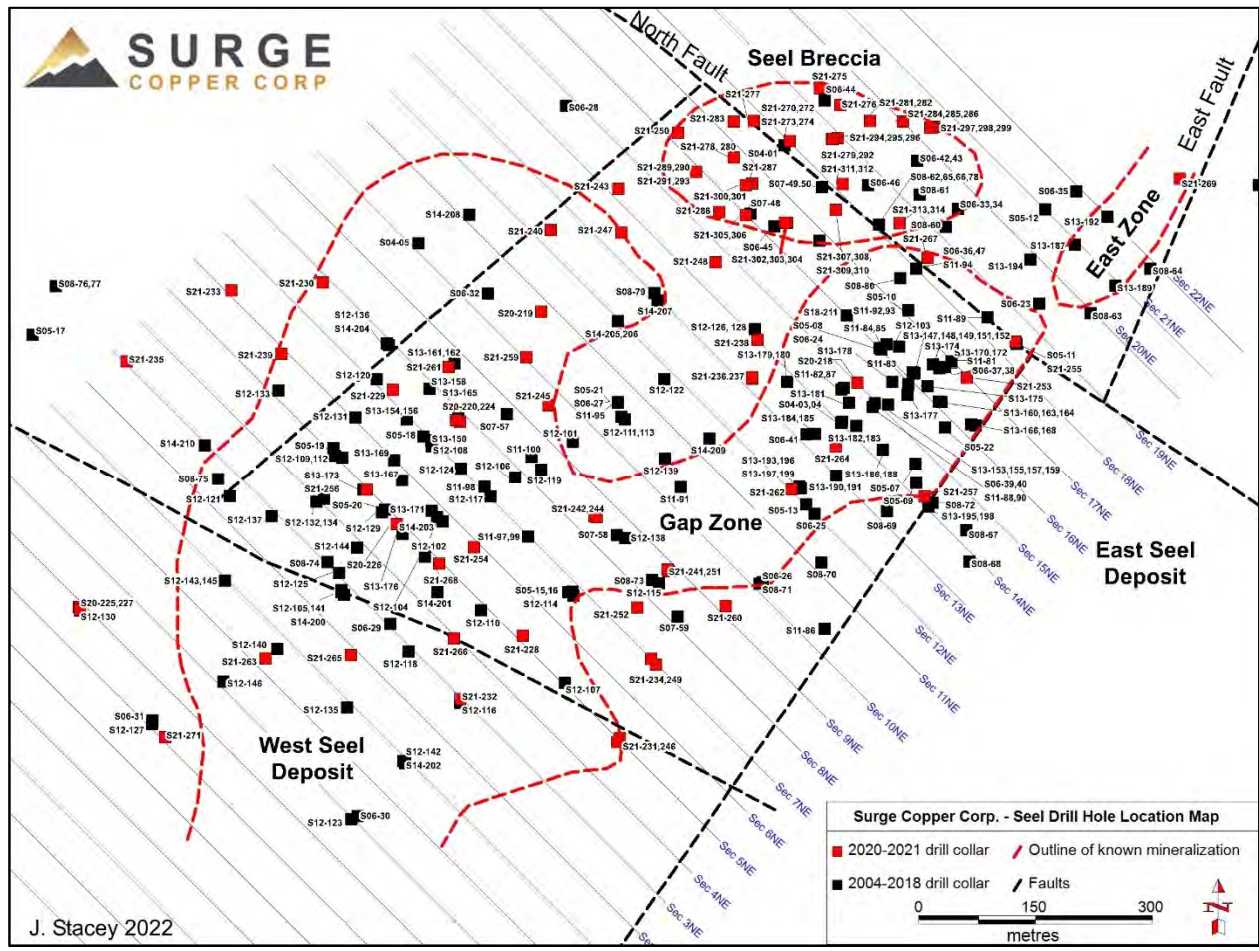 SURGE
COPPER CORP
North Fault
Seel Breccia
East Fault
S21-275
S06-44
S21-277
S21-270,272
S21-273,274
S21-276
S21-281,282
S21-284,285,286
S21-297,298,299
S21-294,295,296
S06-28
S21-283
S21-250
S21-278, 280
S04-01
S21-279,292
S21-311,312
S06-42,43
S08-62,65,66,78
S21-289,290
S21-291,293
S21-287
S21-300,301
S07-49,50
S06-46
S08-61
S21-269
S06-35
S21-243
S21-288
S07-48
S21-313,314
S06-33,34
S05-12
S13-192
S14-208
S21-305,306
S06-45
S21-302,303,304
S08-60
S21-267
S21-307,308,
S21-309,310
S06-36,47
S11-94
S13-187
East Zone
S04-05
S21-240
S21-247
S21-248
S13-194
S08-64
S13-189
S08-76,77
S21-233
S21-230
S06-32
S08-79
S14-207
S08-80
S05-10
S06-23
S08-63
Sec 22NE
Sec 21NE
Sec 20NE
S05-17
S20-219
S14-205,206
S12-136
S14-204
S12-126, 128
S21-238
S18-211
S11-92,93
S05-08
S11-84,85
S12-103
S06-24
S11-89
S13-147,148,149,151,152
S13-174
S13-170,172
S11-81
S06-37,38
S05-11
S21-255
S21-235
S21-239
S21-259
S13-161,162
S21-261
S13-158
S13-165
S13-179,180
S13-178
S20-218
S11-82,87
S11-83
S21-253
S13-175
S13-160,163,164
S13-166,168
S12-120
S21-229
S12-133
S12-122
S21-236,237
S13-181
S04-03,04
S13-177
S21-245
S05-21
S06-27
S11-95
S12-111,113
S12-131
S13-154,156
S20-220,224
S07-57
S13-184,185
S05-22
Sec 19NE
Sec 18NE
Sec 17NE
Sec 16NE
Sec 15NE
Sec 14NE
Sec 13NE
Sec 12NE
Sec 11NE
Sec 10NE
Sec 9NE
Sec 8NE
Sec 7NE
Sec 6NE
Sec 5NE
Sec 4NE
Sec 3NE
S14-210
S05-19
S12-109,112
S05-18
S13-150
S12-108
S12-101
S14-209
S06-41
S21-264
S13-182,183
S13-153,155,157,159
S06-39,40
S11-88,90
S08-75
S12-121
S13-173
S21-256
S13-169
S13-167
S12-124
S12-106
S11-100
S12-119
S12-139
S13-193,196
S13-197,199
S21-262
S13-190,191
S13-186,188
S05-07
S05-09
S21-257
S08-72
S13-195,198
S12-137
S12-132,134
S05-20
S12-129
S13-171
S14-203
S11-98
S12-117
S11-91
S05-13
S06-25
S08-69
S08-67
S21-242,244
Gap Zone
S07-58
S12-138
S11-97,99
S12-144
S20-226
S12-102
S21-254
East Seel
Deposit
S08-68
S08-74
S12-125
S12-143,145
S13-176
S21-268
S08-73
S12-115
S21-241,251
S06-26
S08-71
S08-70
S20-225,227
S12-130
S12-105,141
S14-200
S12-104
S14-201
S05-15,16
S12-114
S12-110
S21-252
S21-260
S06-29
S07-59
S11-86
S12-140
S21-263
S21-265
S12-118
S21-266
S21-228
S21-234,249
S12-146
S12-107
S12-135
S21-232
S12-116
S06-31
S12-127
S21-271
West Seel
Deposit
S12-142
S14-202
S21-231,246
S12-123
S06-30
Surge Copper Corp. - Seel Drill Hole Location Map
2020-2021 drill collar
Outline of known mineralization
2004-2018 drill collar
Faults
0 150 300
metres
N
J. Stacey 2022